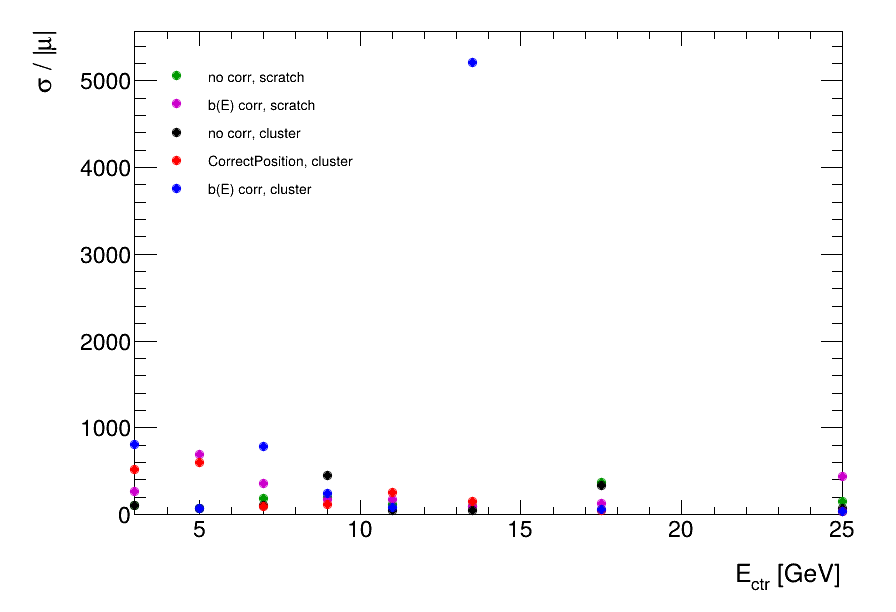 σ / |μ|
5000
4000
3000
2000
1000
0
no corr, scratch
b(E) corr, scratch
no corr, cluster
CorrectPosition, cluster
b(E) corr, cluster
5 10 15 20 25
E_ctr [GeV]